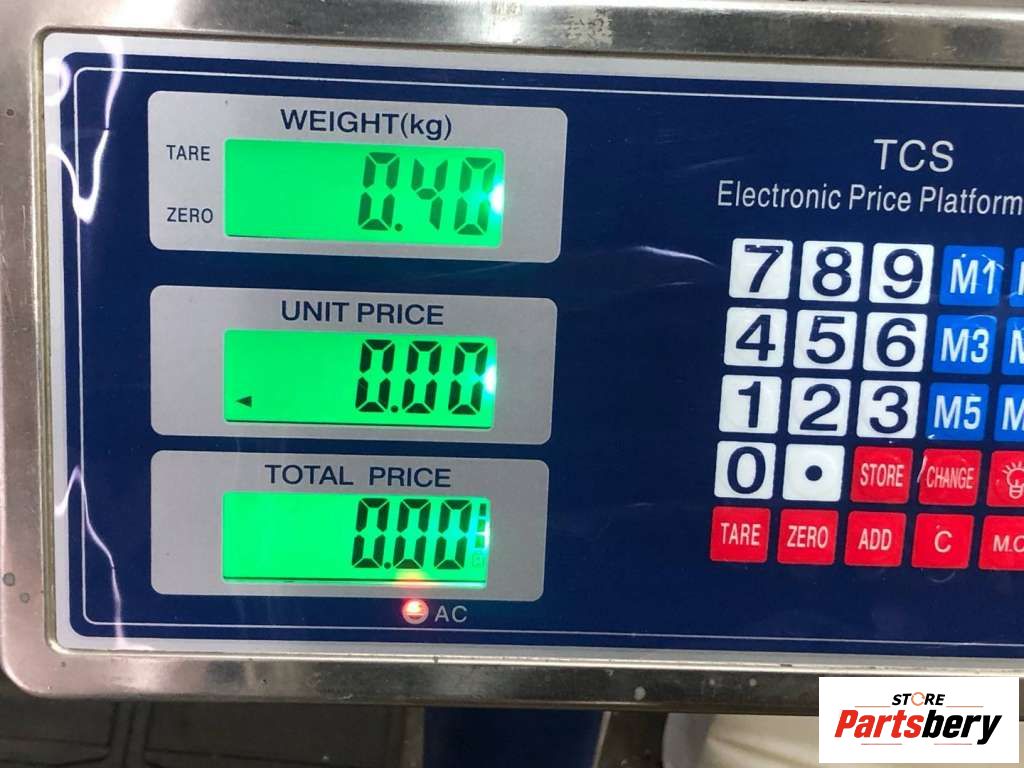 WEIGHT(kg)
TARE
0.40
ZERO
UNIT PRICE
0.00
TOTAL PRICE
0.00
AC
TCS
Electronic Price Platform
7 8 9 M1
4 5 6 M3
1 2 3 M5
0 . STORE CHANGE
TARE ZERO ADD C M.C
STORE
Partsbery